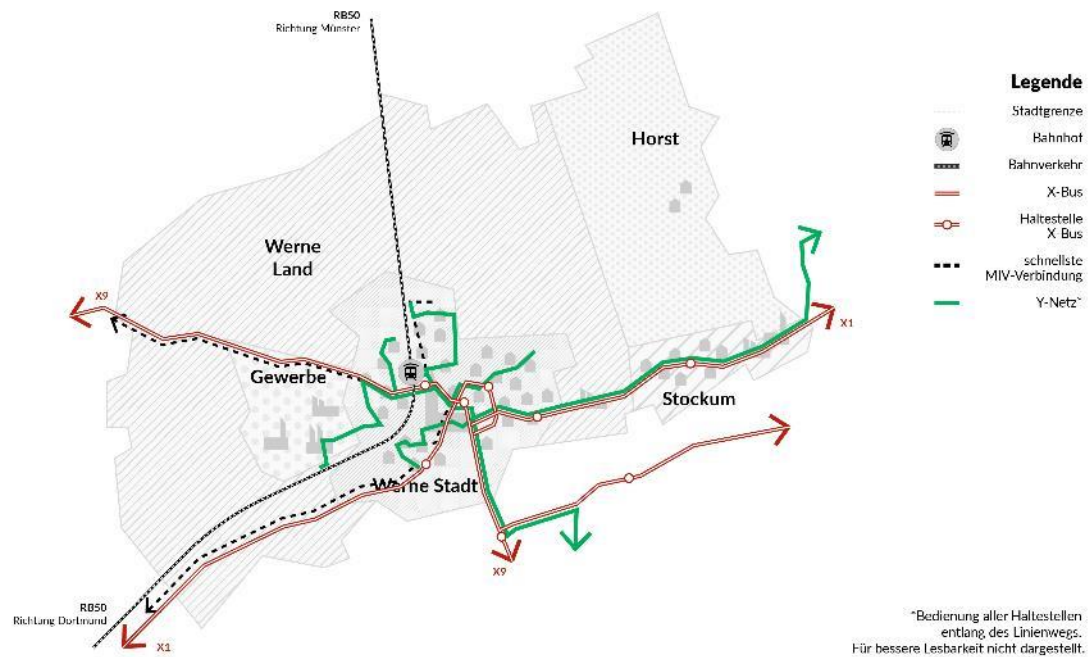 RB50
Richtung Münster
Horst
Werne
Land
X9
Gewerbe
X1
Stockum
Werne Stadt
X9
RB50
Richtung Dortmund
X1
Legende
Stadtgrenze
Bahnhof
Bahnverkehr
X-Bus
Haltestelle
X-Bus
schnellste
MIV-Verbindung
Y-Netz*
*Bedienung aller Haltestellen
entlang des Linienwegs.
Für bessere Lesbarkeit nicht dargestellt.